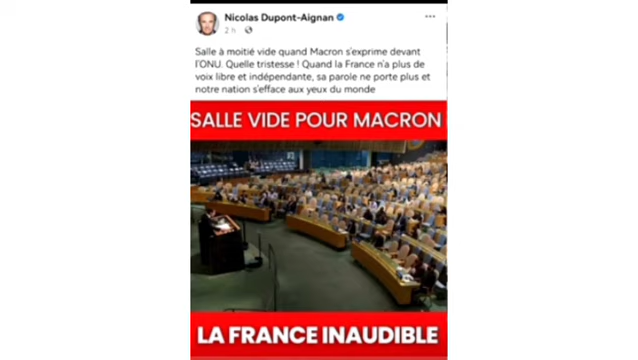 Nicolas Dupont-Aignan
2 h
Salle à moitié vide quand Macron s'exprime devant
l'ONU. Quelle tristesse ! Quand la France n'a plus de
voix libre et indépendante, sa parole ne porte plus et
notre nation s'efface aux yeux du monde
SALLE VIDE POUR MACRON
LA FRANCE INAUDIBLE